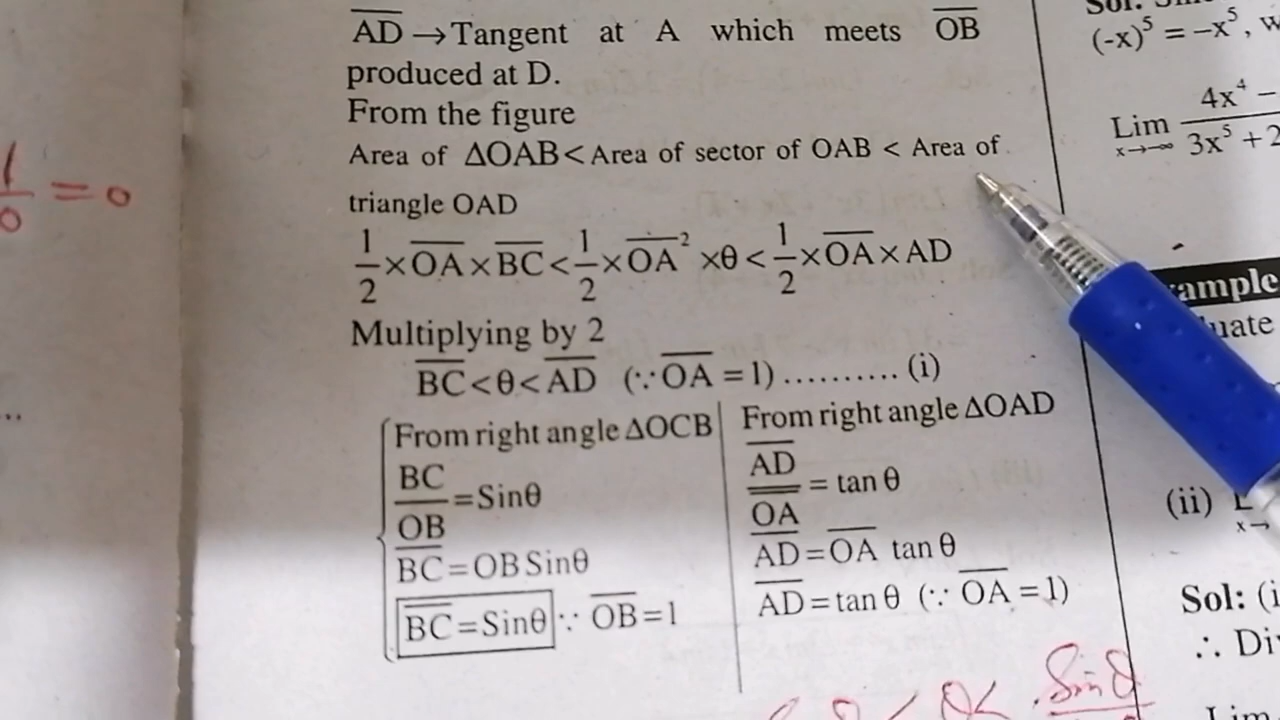 AD → Tangent at A which meets OB
produced at D.
From the figure
Area of ΔOAB < Area of sector of OAB < Area of
triangle OAD
1/2 × OA × BC < 1/2 × OA² × θ < 1/2 × OA × AD
Multiplying by 2
BC < θ < AD (∵ OA = 1) .......... (i)
From right angle ΔOCB
BC/OB = Sinθ
BC = OB Sinθ
BC = Sinθ ∵ OB = 1
From right angle ΔOAD
AD/OA = tan θ
AD = OA tan θ
AD = tan θ (∵ OA = 1)
Sinθ
θ <
1/0 = 0
(-x)⁵ = -x⁵, w
Lim x→-∞ 4x⁴ - / 3x⁵ + 2
ample
uate
(ii)
x→
Sol: (i
∴ Di
Lim